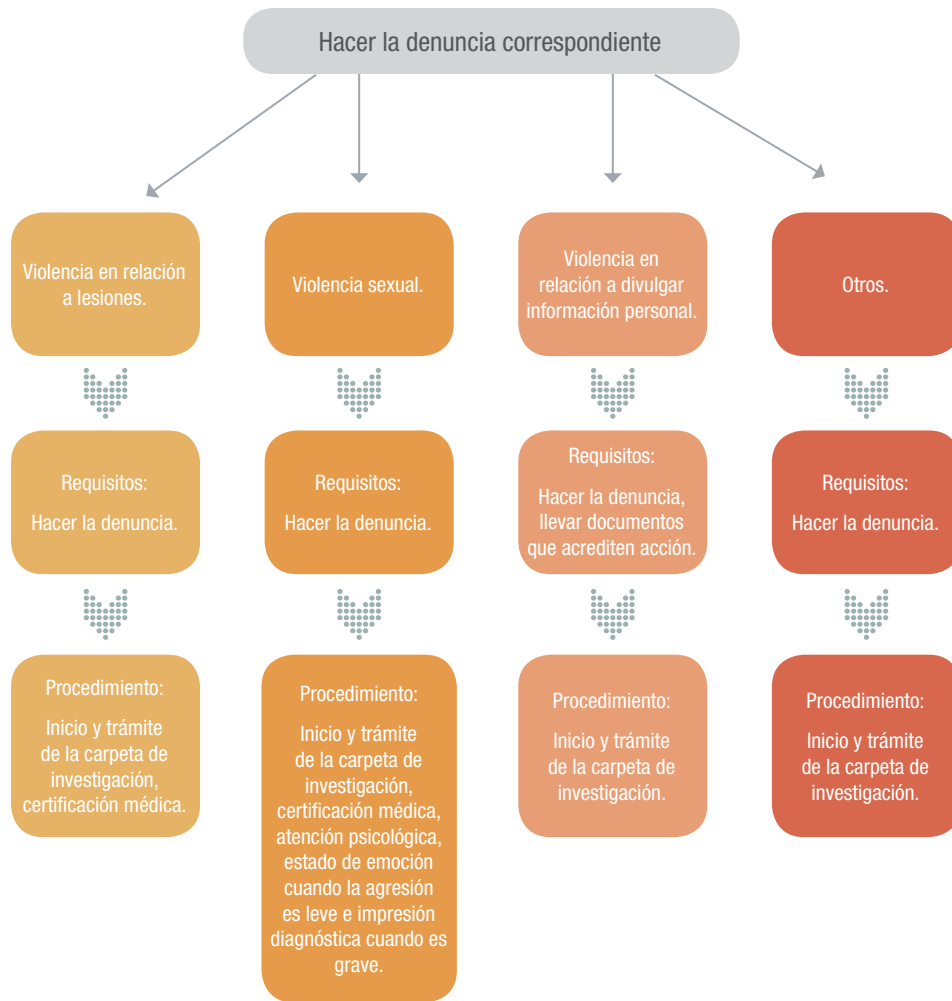 Hacer la denuncia correspondiente
Violencia en relación
a lesiones.
Requisitos:
Hacer la denuncia.
Procedimiento:
Inicio y trámite
de la carpeta de
investigación,
certificación médica.
Violencia sexual.
Requisitos:
Hacer la denuncia.
Procedimiento:
Inicio y trámite
de la carpeta de
investigación,
certificación médica,
atención psicológica,
estado de emoción
cuando la agresión
es leve e impresión
diagnóstica cuando es
grave.
Violencia en
relación a divulgar
información personal.
Requisitos:
Hacer la denuncia,
llevar documentos
que acrediten acción.
Procedimiento:
Inicio y trámite
de la carpeta de
investigación.
Otros.
Requisitos:
Hacer la denuncia.
Procedimiento:
Inicio y trámite
de la carpeta de
investigación.